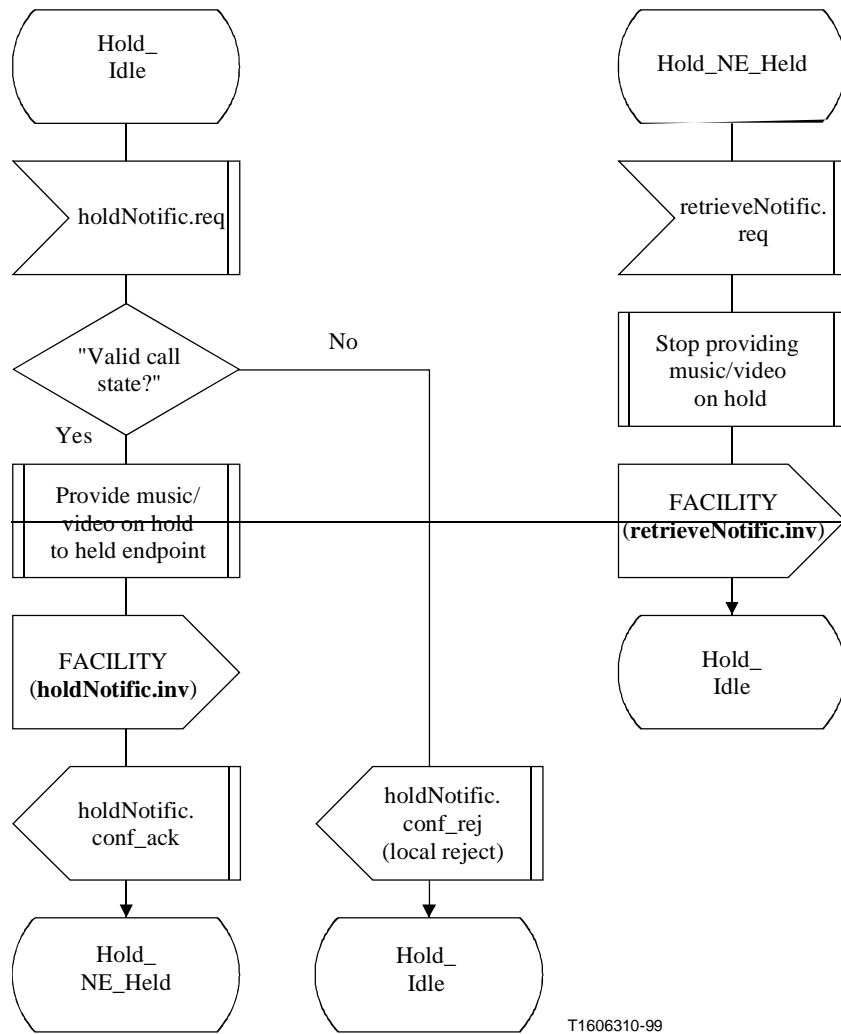 Hold_
Idle
holdNotific.req
"Valid call
state?"
No
Yes
Provide music/
video on hold
to held endpoint
FACILITY
(holdNotific.inv)
holdNotific.
conf_ack
Hold_
NE_Held
holdNotific.
conf_rej
(local reject)
Hold_
Idle
Hold_NE_Held
retrieveNotific.
req
Stop providing
music/video
on hold
FACILITY
(retrieveNotific.inv)
Hold_
Idle
T1606310-99